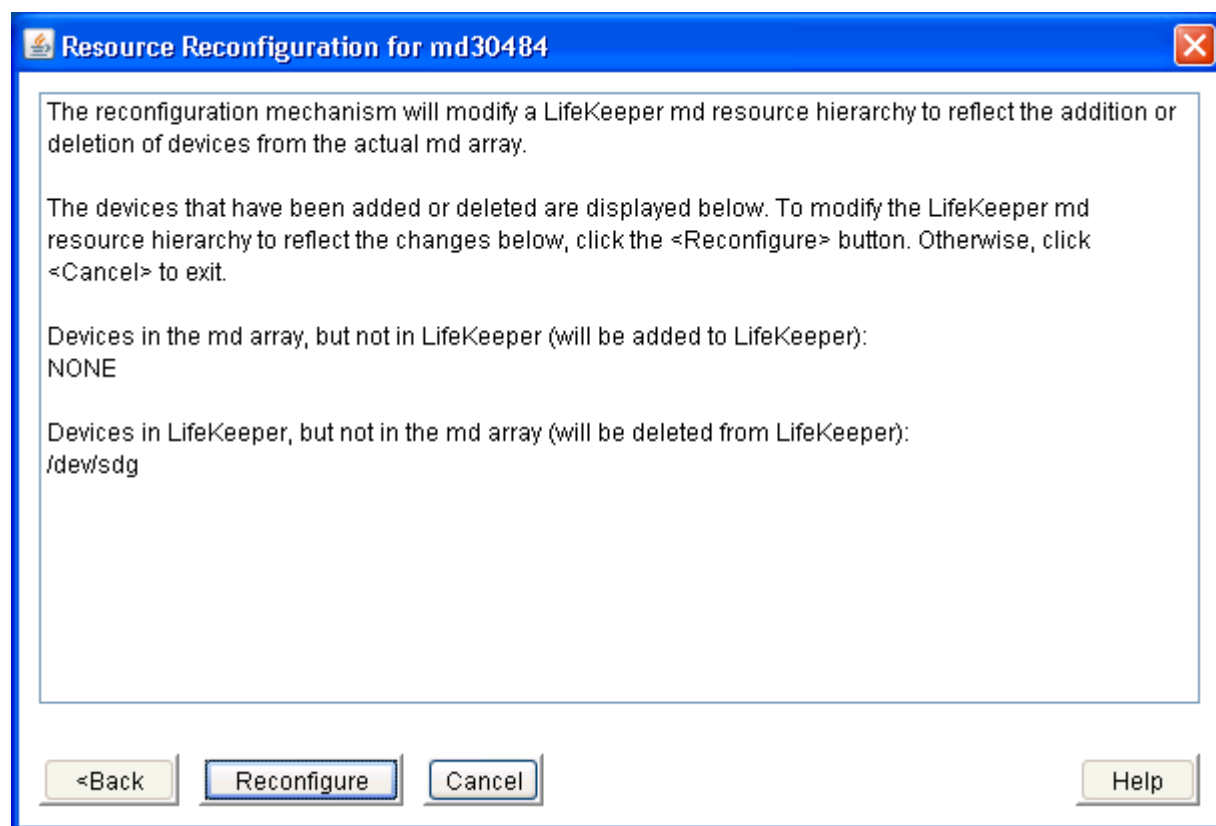 Resource Reconfiguration for md30484
The reconfiguration mechanism will modify a LifeKeeper md resource hierarchy to reflect the addition or
deletion of devices from the actual md array.
The devices that have been added or deleted are displayed below. To modify the LifeKeeper md
resource hierarchy to reflect the changes below, click the <Reconfigure> button. Otherwise, click
<Cancel> to exit.
Devices in the md array, but not in LifeKeeper (will be added to LifeKeeper):
NONE
Devices in LifeKeeper, but not in the md array (will be deleted from LifeKeeper):
/dev/sdg
<Back Reconfigure Cancel Help